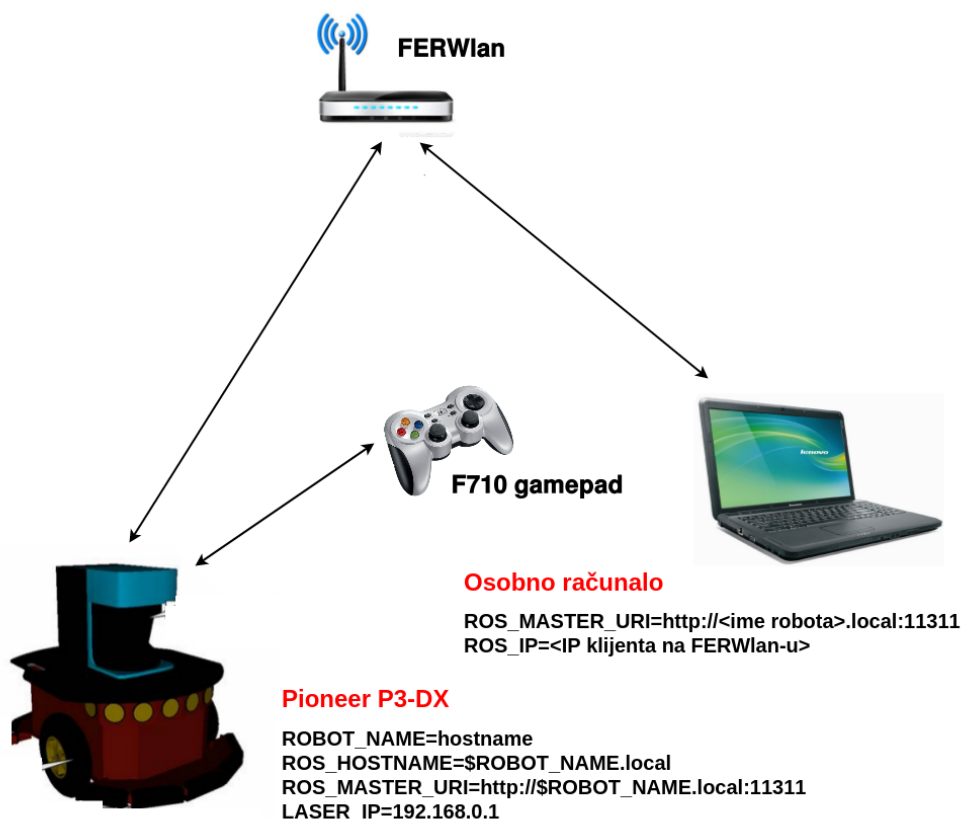 FERWlan
F710 gamepad
lenovo
Osobno računalo
ROS_MASTER_URI=http://<ime robota>.local:11311
ROS_IP=<IP klijenta na FERWlan-u>
Pioneer P3-DX
ROBOT_NAME=hostname
ROS_HOSTNAME=$ROBOT_NAME.local
ROS_MASTER_URI=http://$ROBOT_NAME.local:11311
LASER_IP=192.168.0.1